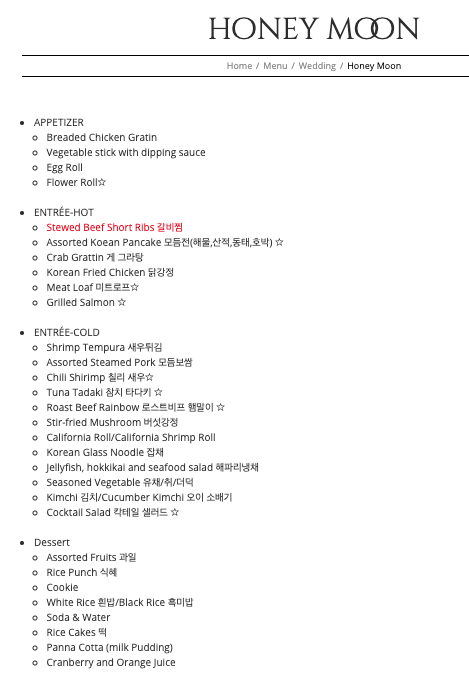 HONEY MOON
Home / Menu / Wedding / Honey Moon
APPETIZER
Breaded Chicken Gratin
Vegetable stick with dipping sauce
Egg Roll
Flower Roll☆
ENTRÉE-HOT
Stewed Beef Short Ribs 갈비찜
Assorted Koean Pancake 모듬전(해물,산적,동태,호박) ☆
Crab Grattin 게 그라탕
Korean Fried Chicken 닭강정
Meat Loaf 미트로프☆
Grilled Salmon ☆
ENTRÉE-COLD
Shrimp Tempura 새우튀김
Assorted Steamed Pork 모듬보쌈
Chili Shirimp 칠리 새우☆
Tuna Tadaki 참치 타다키 ☆
Roast Beef Rainbow 로스트비프 햄말이 ☆
Stir-fried Mushroom 버섯강정
California Roll/California Shrimp Roll
Korean Glass Noodle 잡채
Jellyfish, hokkikai and seafood salad 해파리냉채
Seasoned Vegetable 유채/취/더덕
Kimchi 김치/Cucumber Kimchi 오이 소배기
Cocktail Salad 칵테일 샐러드 ☆
Dessert
Assorted Fruits 과일
Rice Punch 식혜
Cookie
White Rice 흰밥/Black Rice 흑미밥
Soda & Water
Rice Cakes 떡
Panna Cotta (milk Pudding)
Cranberry and Orange Juice